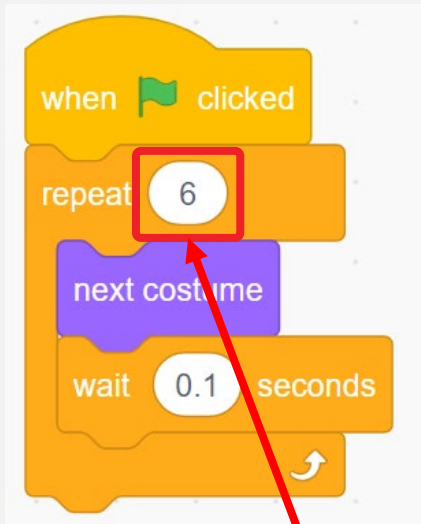 when clicked
repeat 6
next costume
wait 0.1 seconds